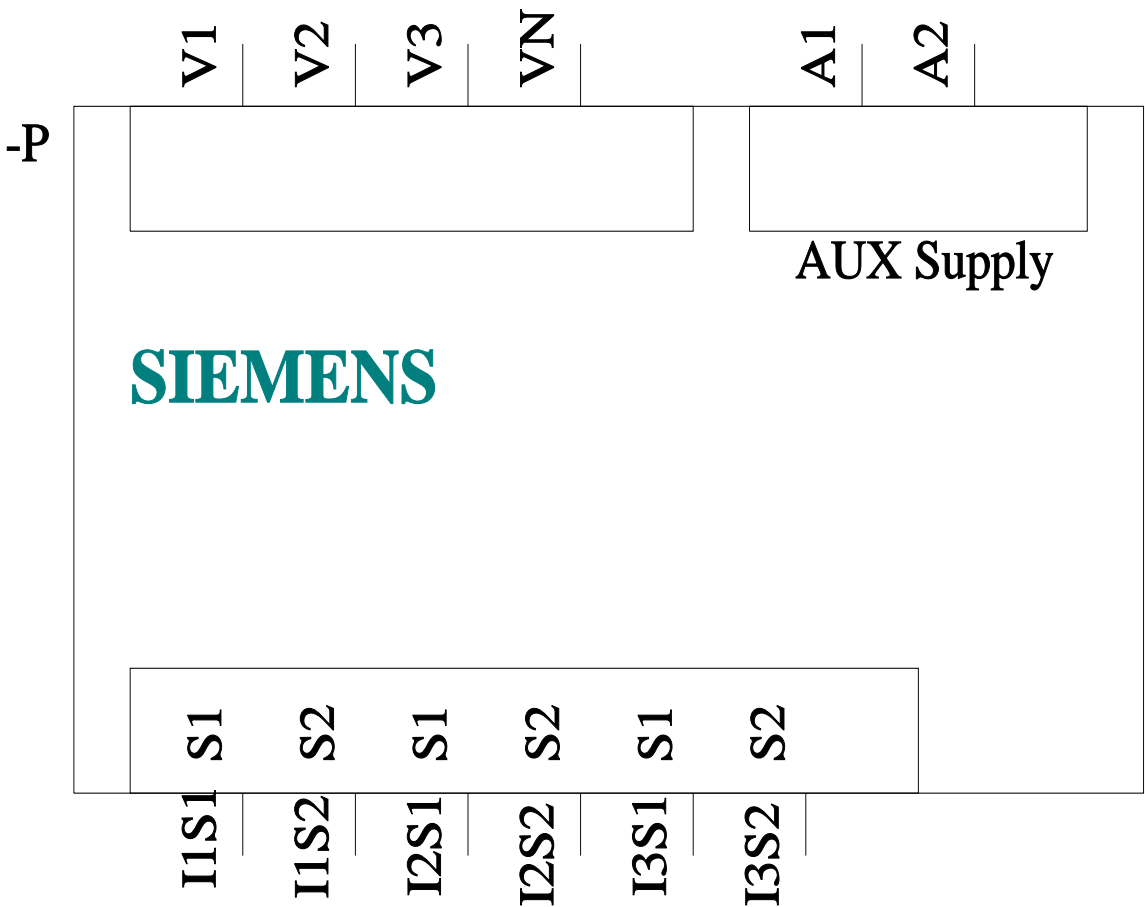 V1 V2 V3 VN A1 A2
-P
AUX Supply
SIEMENS
S1 S2 S1 S2 S1 S2
I1S1 I1S2 I2S1 I2S2 I3S1 I3S2